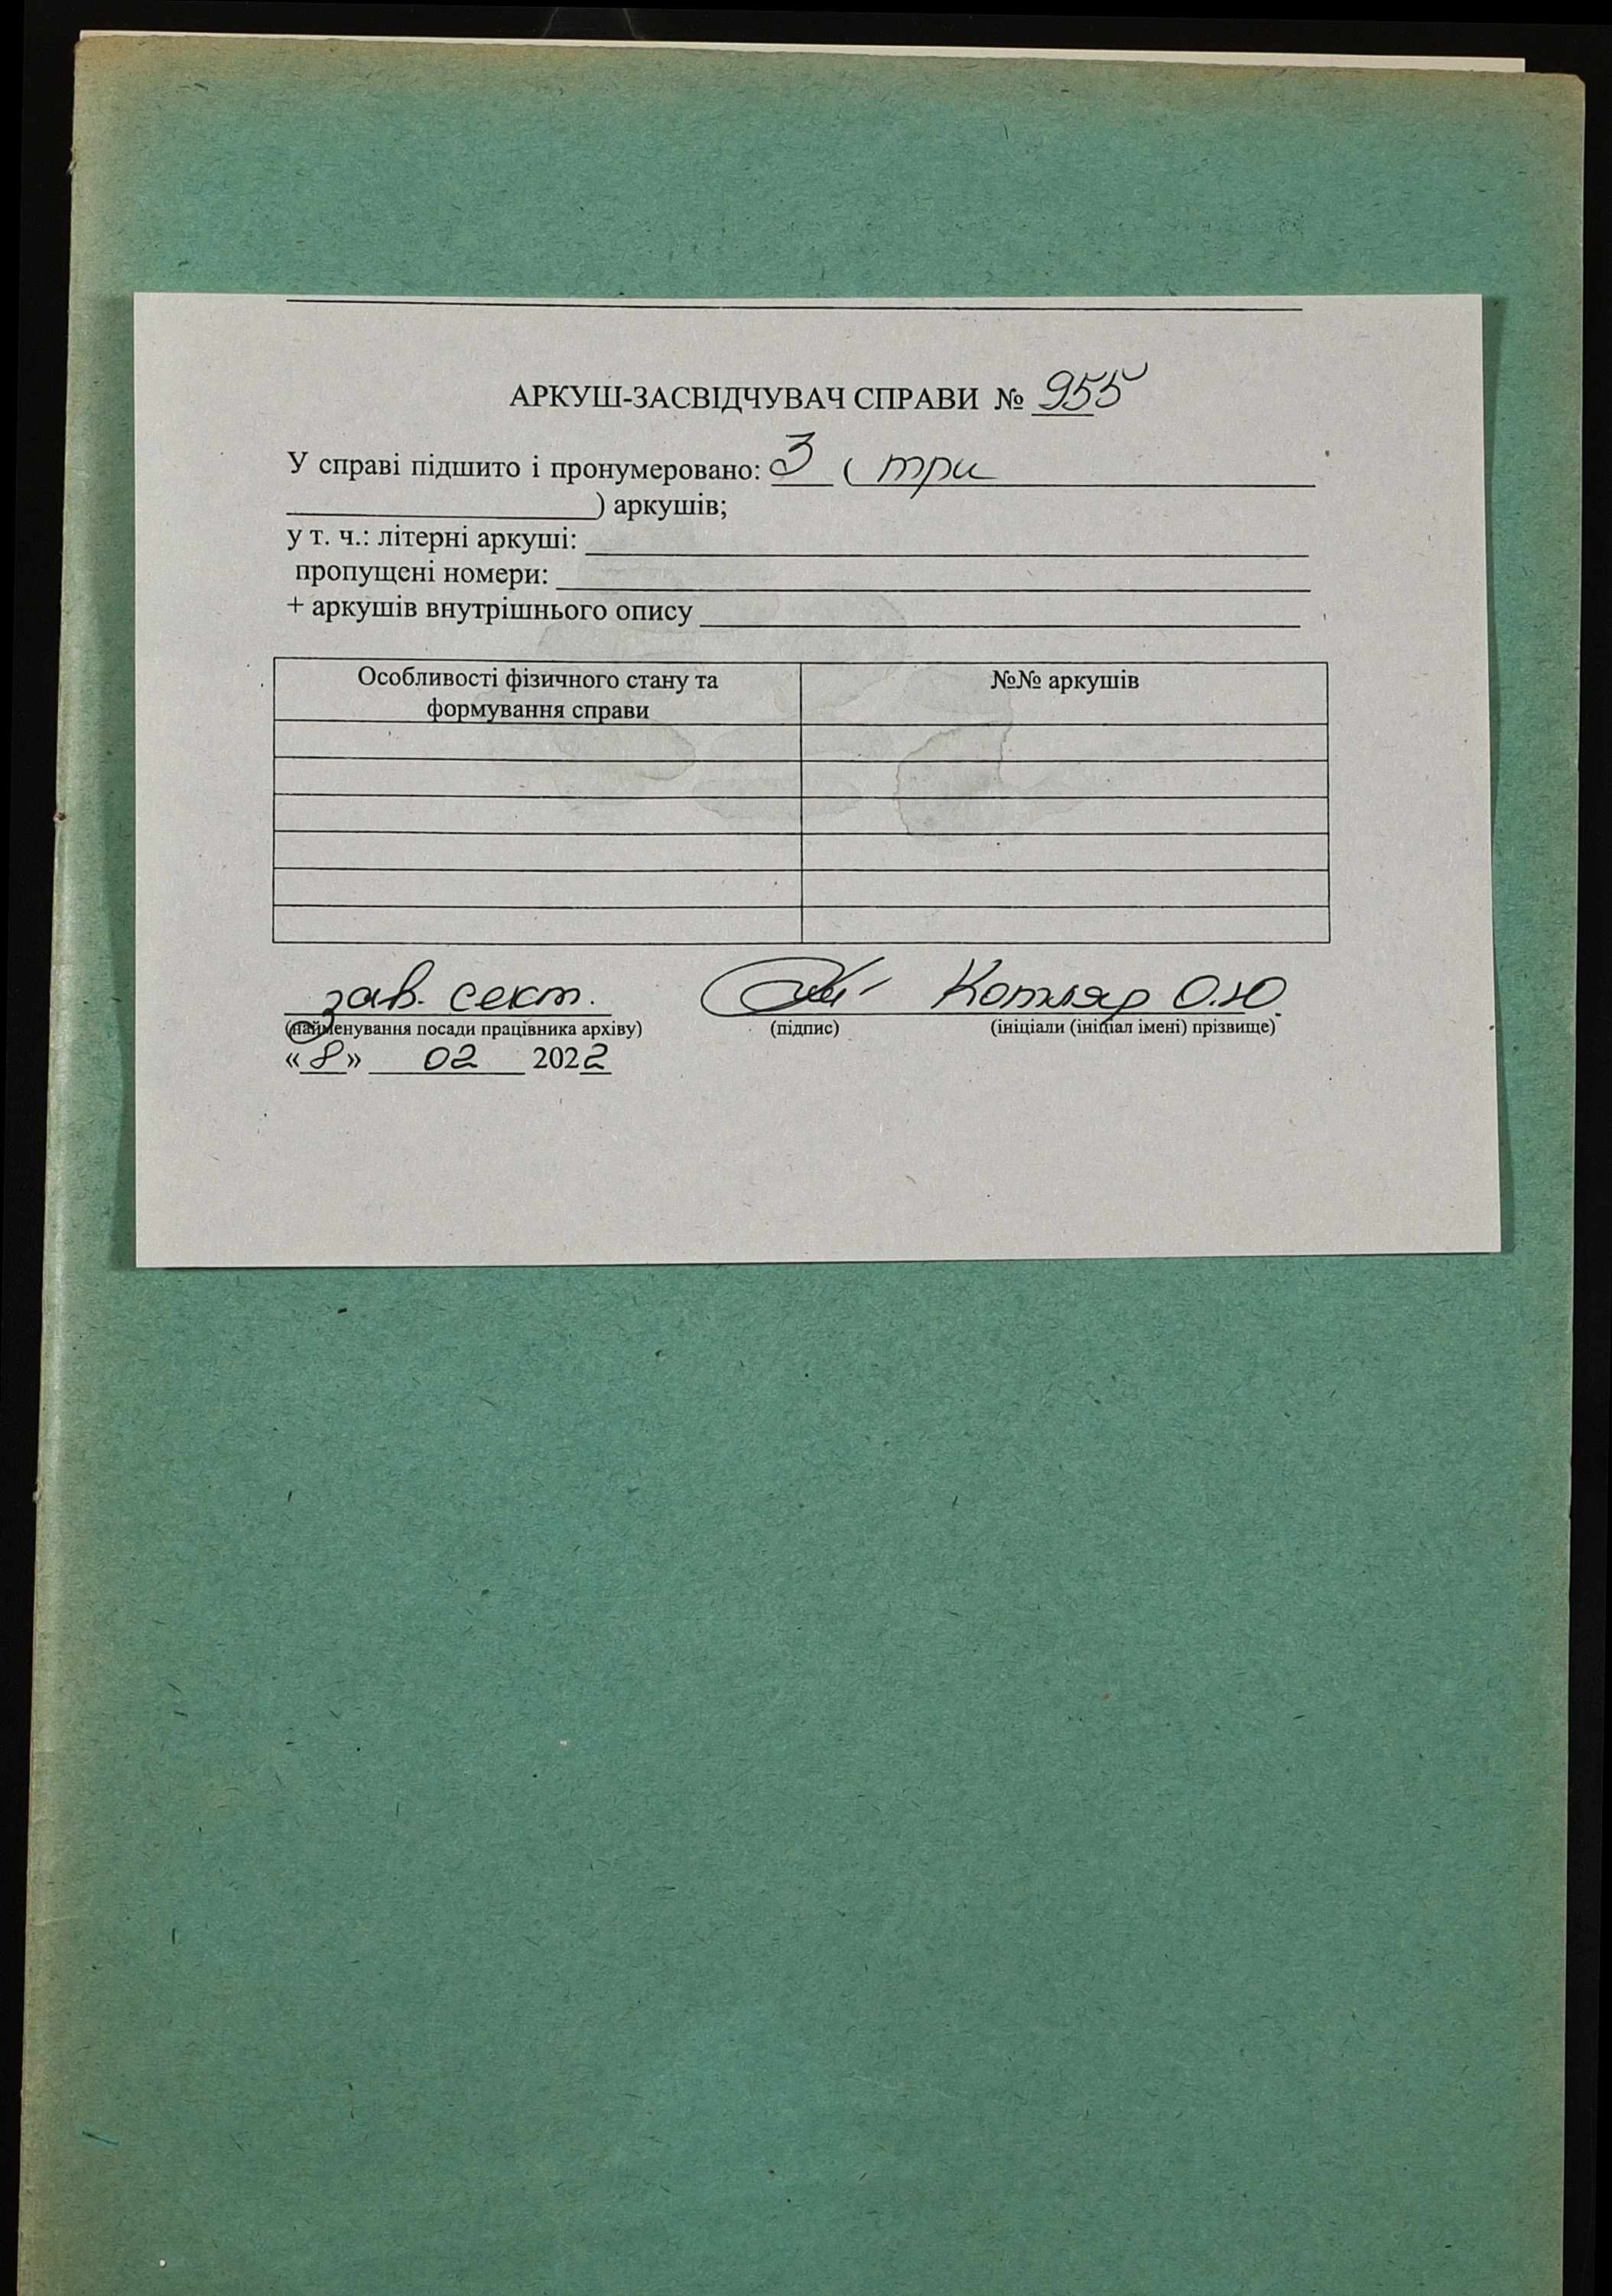 АРКУШ-ЗАСВІДЧУВАЧ СПРАВИ № 955
У справі підшито і пронумеровано: 3 ( три
) аркушів;
у т. ч.: літерні аркуші:
пропущені номери:
+ аркушів внутрішнього опису
Особливості фізичного стану та №№ аркушів
формування справи
зав. сект. Котляр О.Ю.
(найменування посади працівника архіву) (підпис) (ініціали (ініціал імені) прізвище)
« 8 » 02 2022